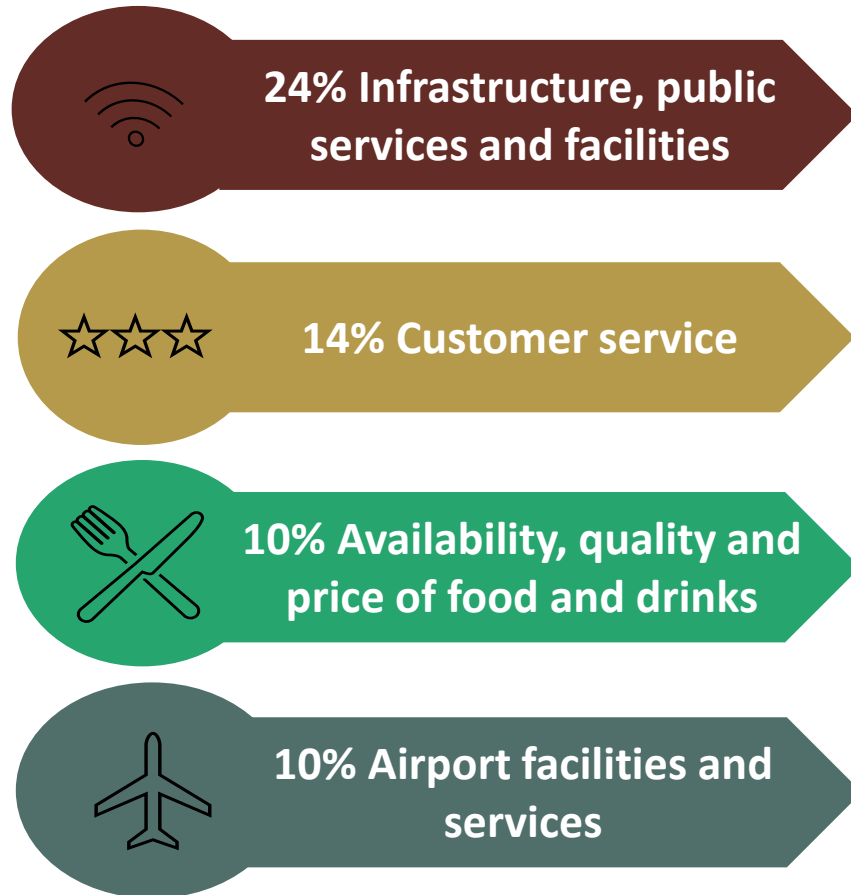 24% Infrastructure, public
services and facilities
14% Customer service
10% Availability, quality and
price of food and drinks
10% Airport facilities and
services